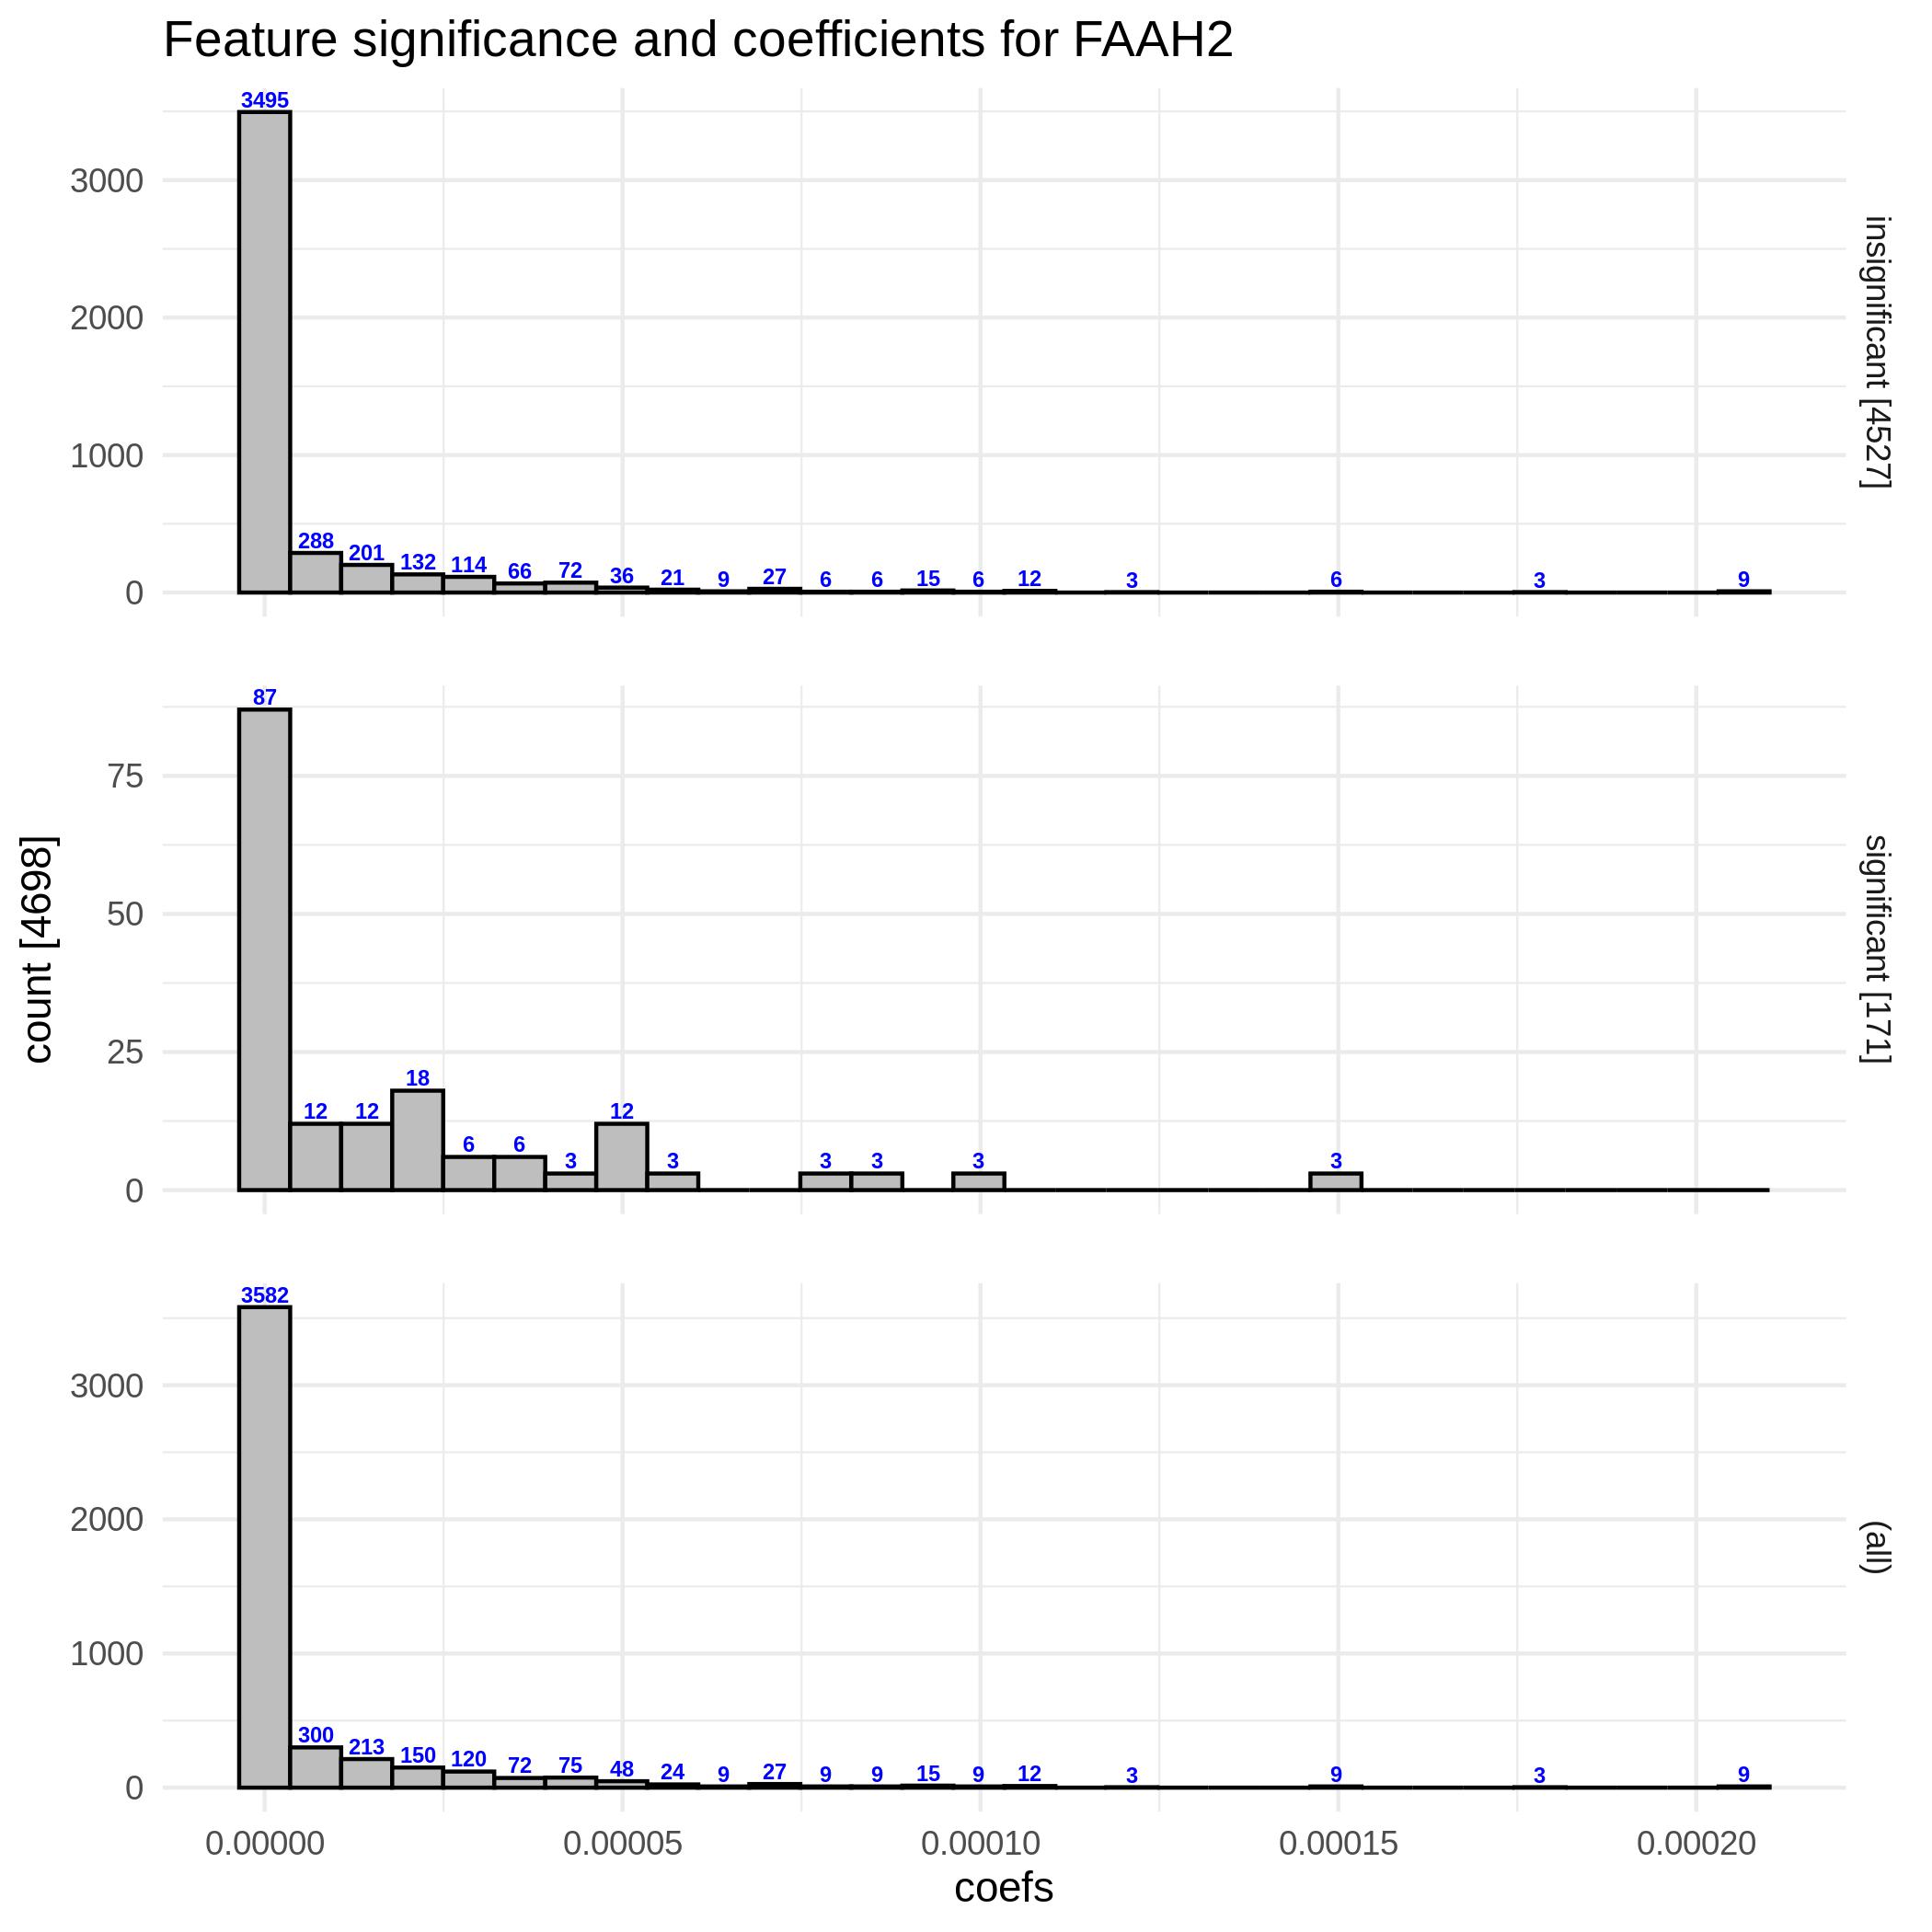 Feature significance and coefficients for FAAH2
3495
3000
2000
1000
0
288 201 132 114 66 72 36 21 9 27 6 6 15 6 12 3 6 3 9
insignificant [4527]
count [4698]
87
75
50
25
0
12 12 18 6 6 3 12 3 3 3 3 3
significant [171]
3582
3000
2000
1000
0
300 213 150 120 72 75 48 24 9 27 9 9 15 9 12 3 9 3 9
(all)
0.00000 0.00005 0.00010 0.00015 0.00020
coefs